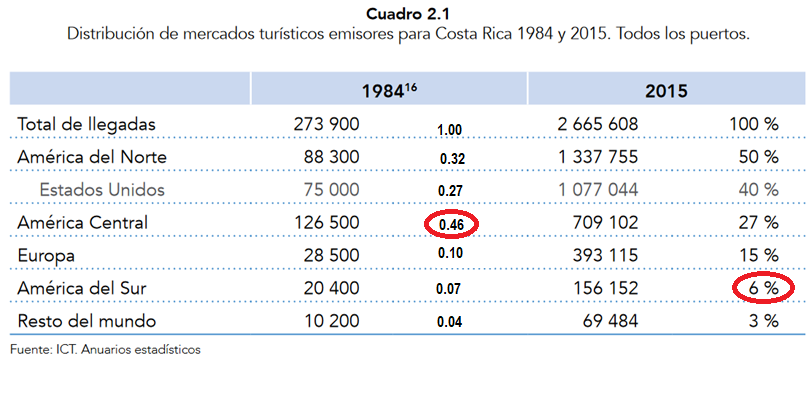 Cuadro 2.1
Distribución de mercados turísticos emisores para Costa Rica 1984 y 2015. Todos los puertos.
1984¹⁶ 2015
Total de llegadas 273 900 1.00 2 665 608 100 %
América del Norte 88 300 0.32 1 337 755 50 %
Estados Unidos 75 000 0.27 1 077 044 40 %
América Central 126 500 0.46 709 102 27 %
Europa 28 500 0.10 393 115 15 %
América del Sur 20 400 0.07 156 152 6 %
Resto del mundo 10 200 0.04 69 484 3 %
Fuente: ICT. Anuarios estadísticos